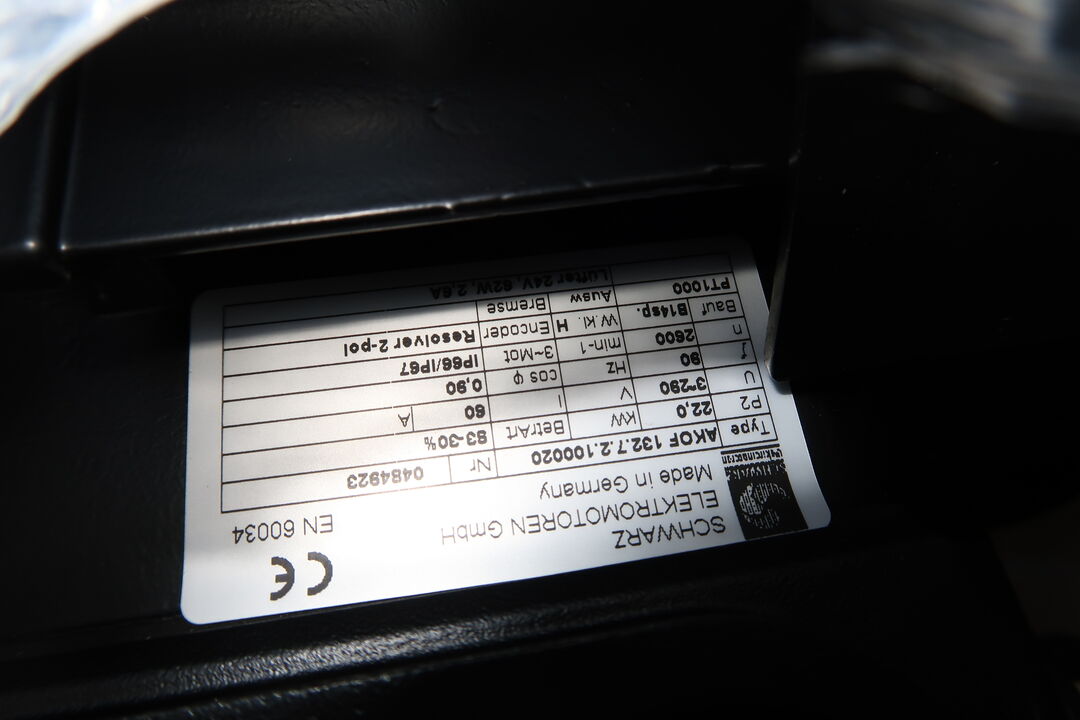 SCHWARZ
ELEKTROMOTOREN GmbH
Made in Germany
CE
EN 60034
Type AKOF 132.7.2.100020 Nr 0484923
P2 22,0 kW BetrArt S3-30%
U 3~290 V I 60 A
f 90 Hz cos φ 0,90
n 2600 min-1 3~Mot IP66/IP67
Bauf B14sp. W.kl. H Encoder Resolver 2-pol
PT1000 Ausw Bremse
Lüfter 24V, 62W, 2,6A